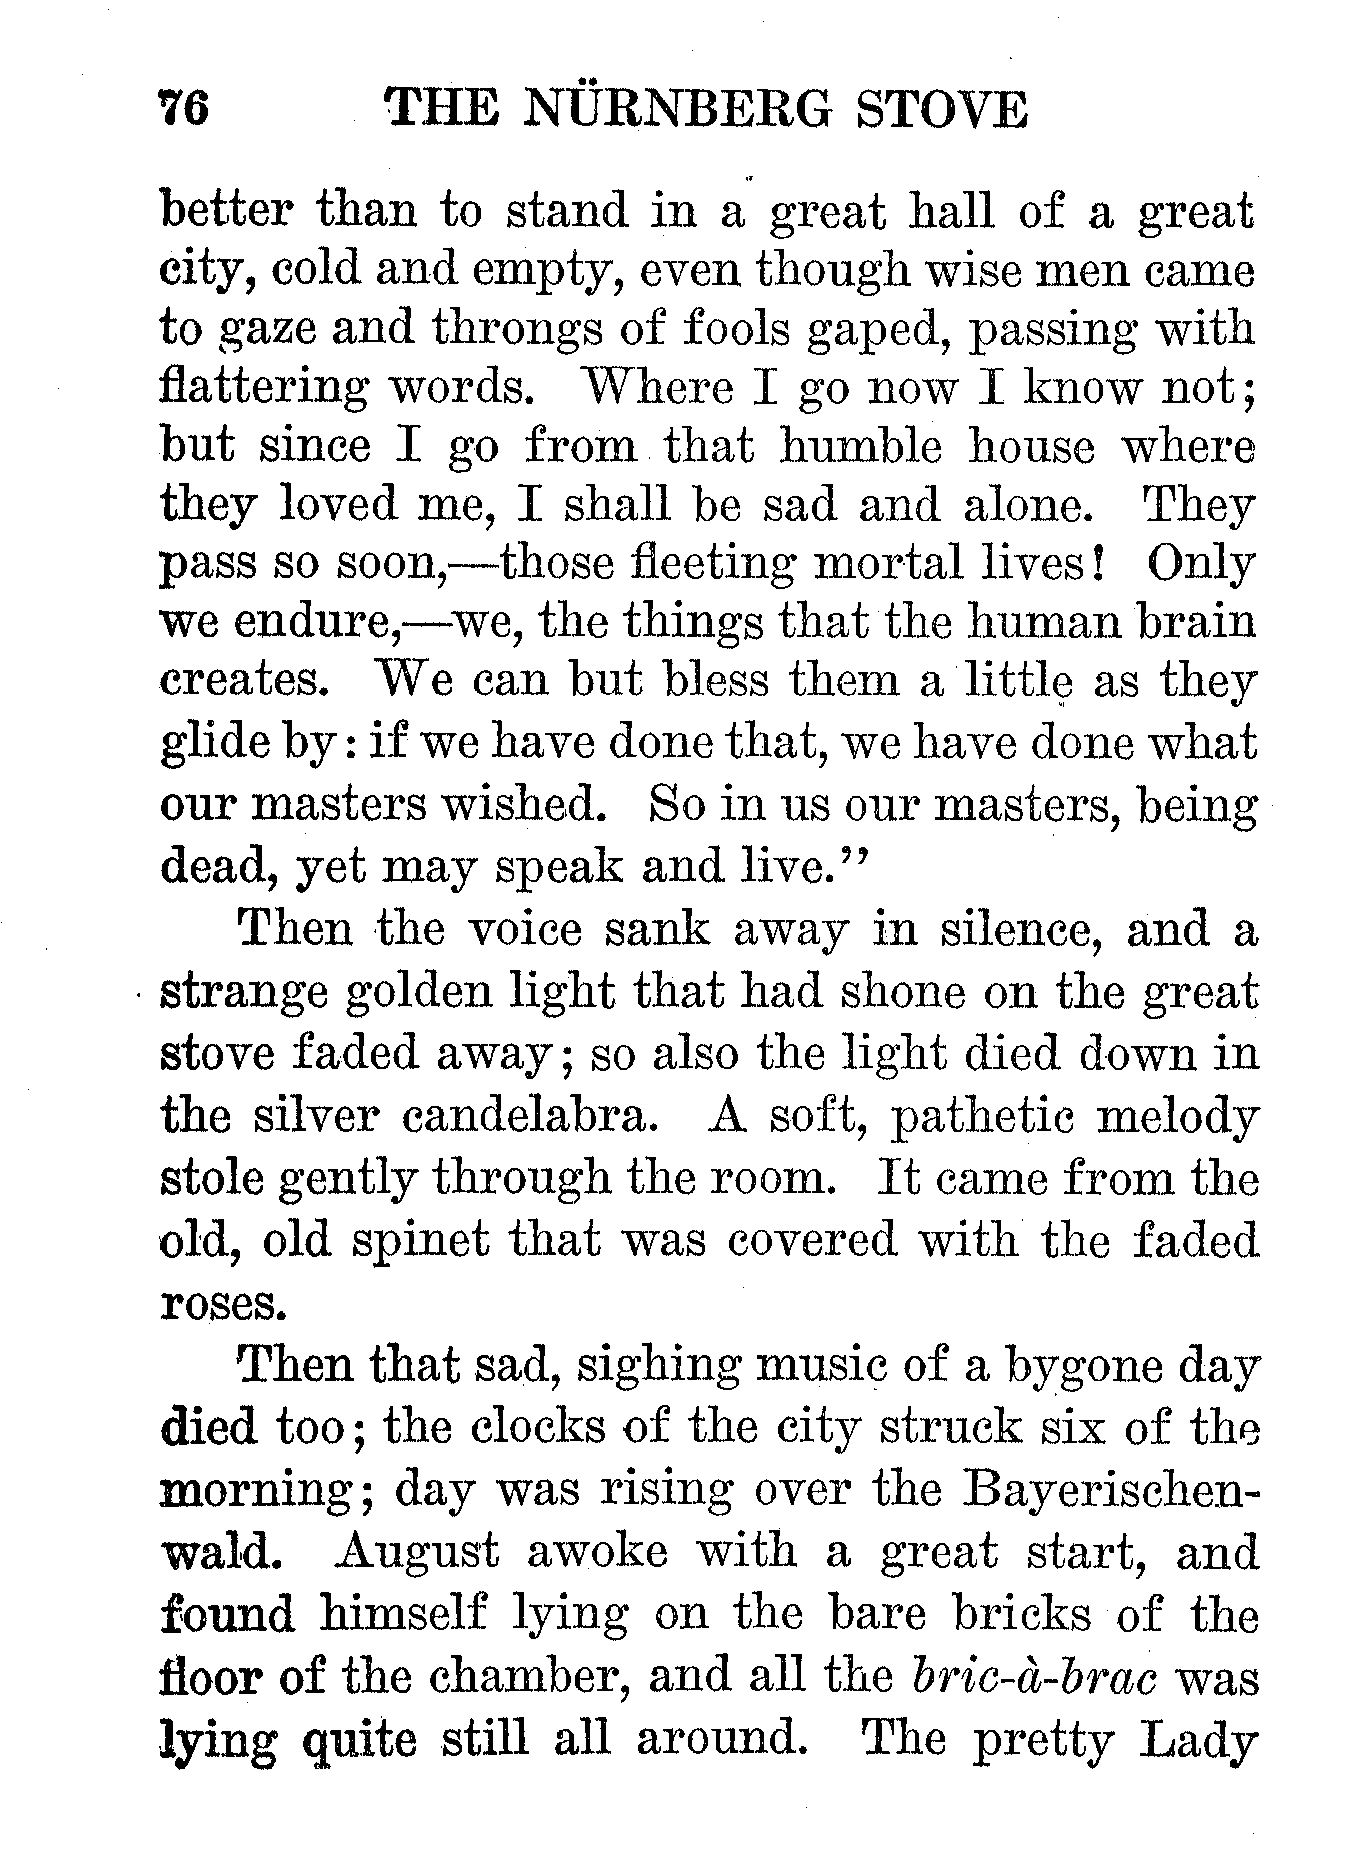 76 THE NÜRNBERG STOVE
better than to stand in a great hall of a great
city, cold and empty, even though wise men came
to gaze and throngs of fools gaped, passing with
flattering words. Where I go now I know not;
but since I go from that humble house where
they loved me, I shall be sad and alone. They
pass so soon,—those fleeting mortal lives! Only
we endure,—we, the things that the human brain
creates. We can but bless them a little as they
glide by: if we have done that, we have done what
our masters wished. So in us our masters, being
dead, yet may speak and live.”
Then the voice sank away in silence, and a
strange golden light that had shone on the great
stove faded away; so also the light died down in
the silver candelabra. A soft, pathetic melody
stole gently through the room. It came from the
old, old spinet that was covered with the faded
roses.
Then that sad, sighing music of a bygone day
died too; the clocks of the city struck six of the
morning; day was rising over the Bayerischen-
wald. August awoke with a great start, and
found himself lying on the bare bricks of the
floor of the chamber, and all the bric-à-brac was
lying quite still all around. The pretty Lady